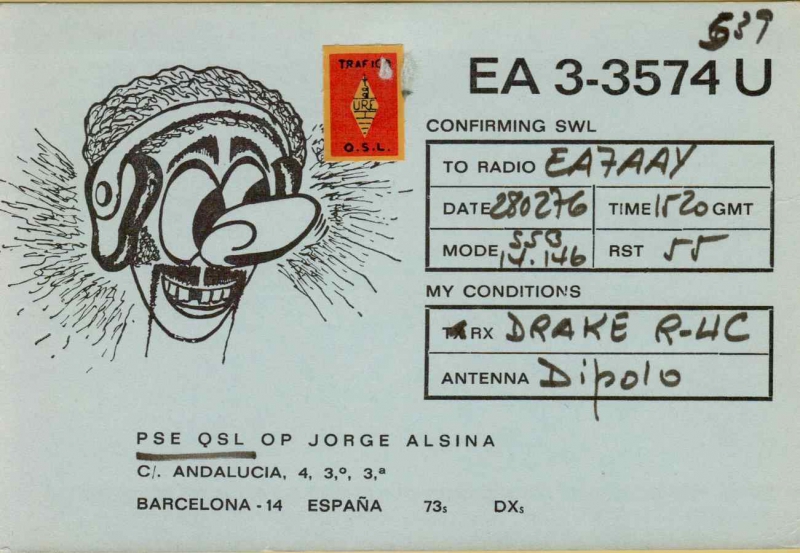 539
EA 3-3574 U
TRAFICO
URE
Q.S.L.
CONFIRMING SWL
TO RADIO EA7AAY
DATE 280276 TIME 1520 GMT
MODE SSB 14.146 RST 55
MY CONDITIONS
TX RX DRAKE R-4C
ANTENNA Dipolo
PSE QSL OP JORGE ALSINA
C/. ANDALUCIA, 4, 3,º, 3,ª
BARCELONA - 14 ESPAÑA 73s DXs